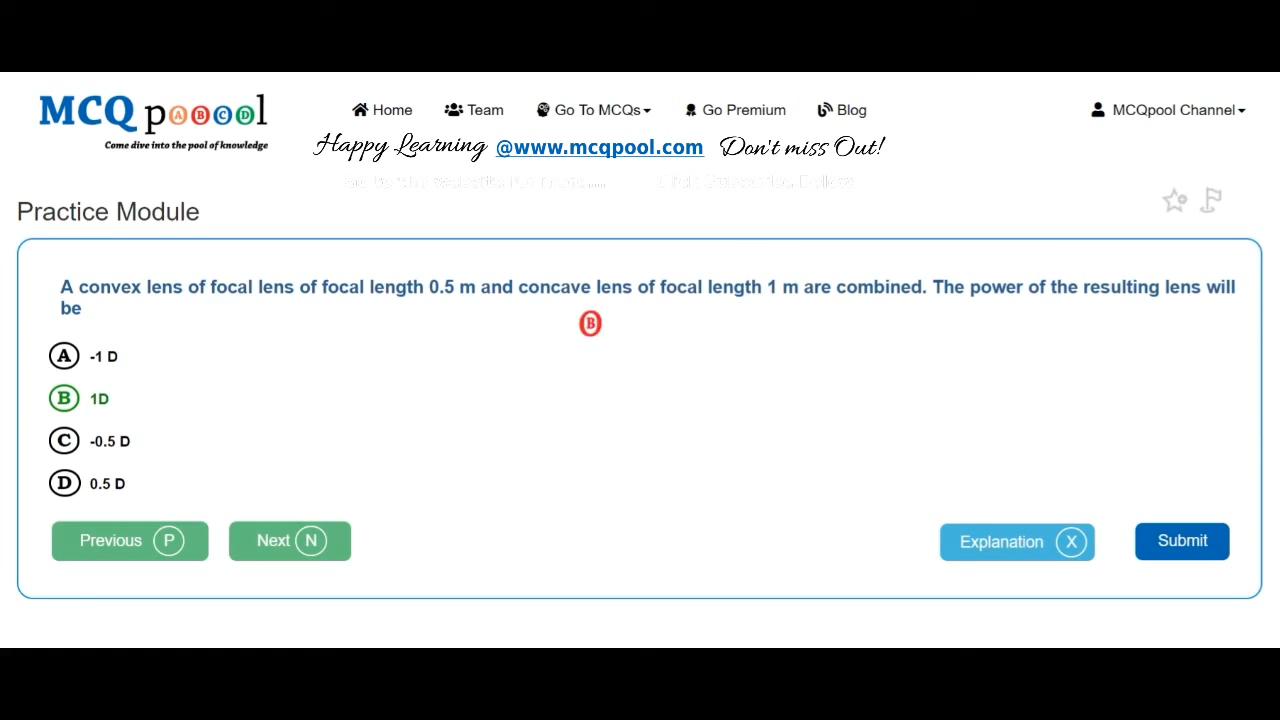 MCQ pABCDl
Come dive into the pool of knowledge
Home Team Go To MCQs Go Premium Blog MCQpool Channel
Happy Learning @www.mcqpool.com Don't miss Out!
Practice Module
A convex lens of focal lens of focal length 0.5 m and concave lens of focal length 1 m are combined. The power of the resulting lens will
be
B
A -1 D
B 1D
C -0.5 D
D 0.5 D
Previous P Next N Explanation X Submit